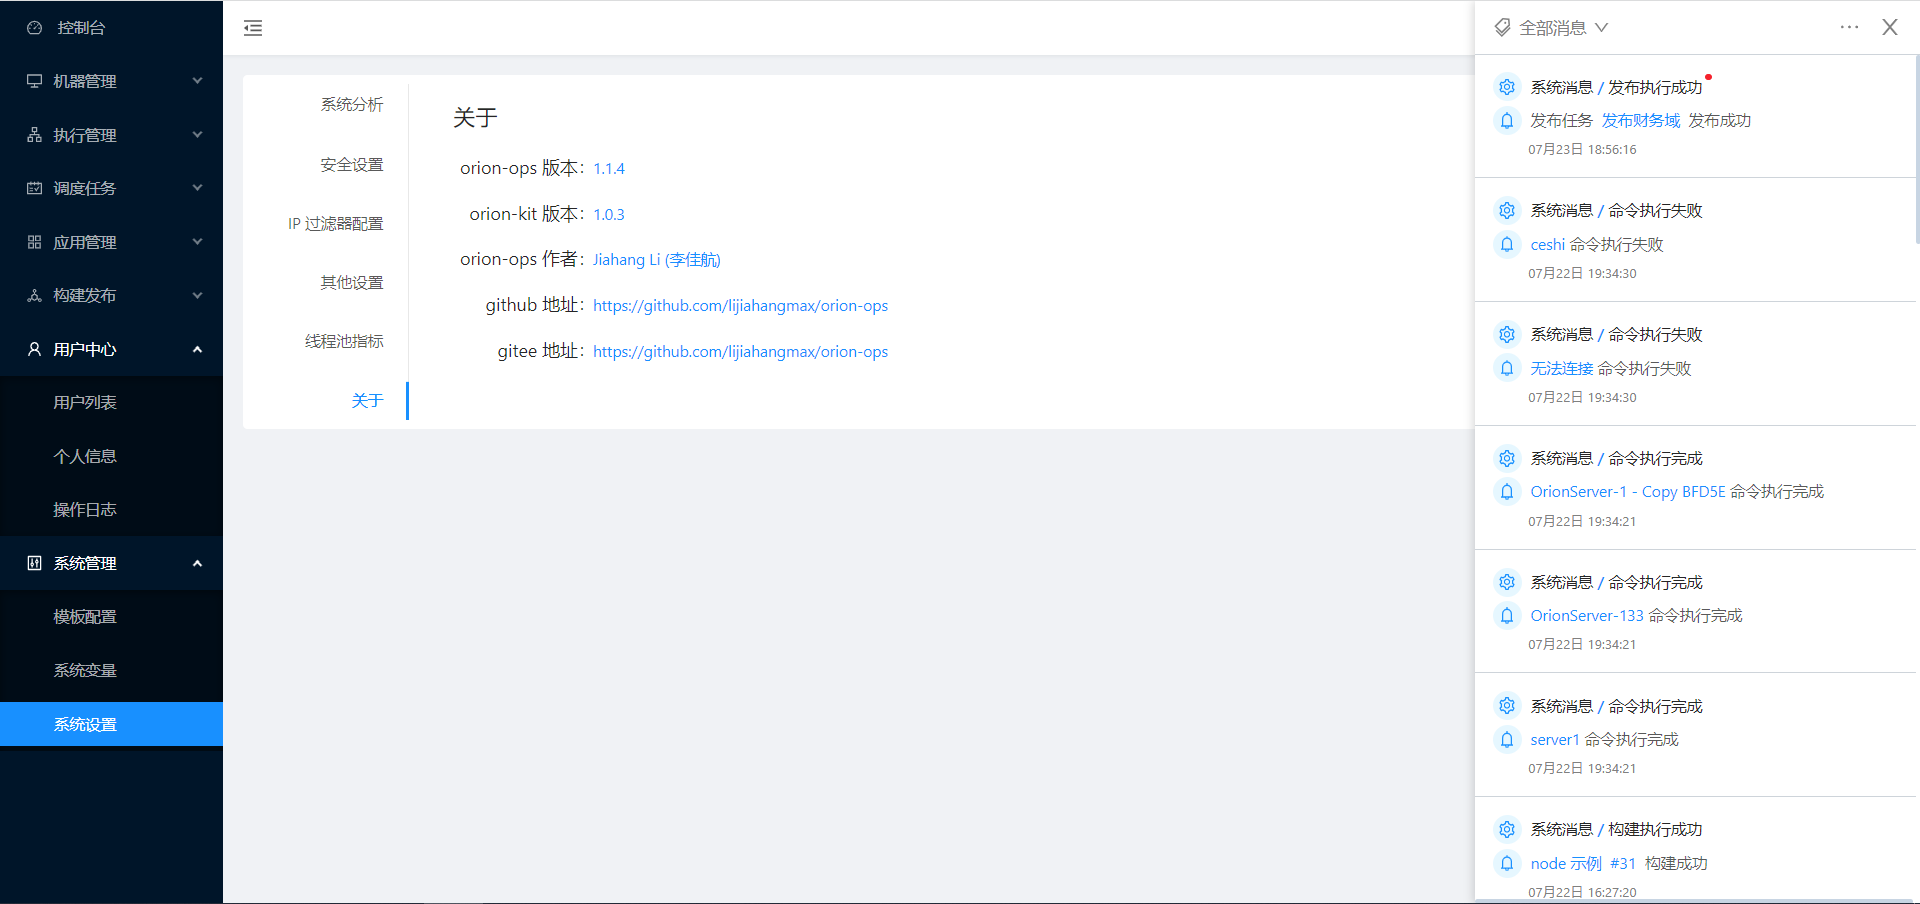 控制台
机器管理
执行管理
调度任务
应用管理
构建发布
用户中心
用户列表
个人信息
操作日志
系统管理
模板配置
系统变量
系统设置
系统分析
安全设置
IP 过滤器配置
其他设置
线程池指标
关于
关于
orion-ops 版本： 1.1.4
orion-kit 版本： 1.0.3
orion-ops 作者： Jiahang Li (李佳航)
github 地址： https://github.com/lijiahangmax/orion-ops
gitee 地址： https://github.com/lijiahangmax/orion-ops
全部消息
系统消息 / 发布执行成功
发布任务 发布财务域 发布成功
07月23日 18:56:16
系统消息 / 命令执行失败
ceshi 命令执行失败
07月22日 19:34:30
系统消息 / 命令执行失败
无法连接 命令执行失败
07月22日 19:34:30
系统消息 / 命令执行完成
OrionServer-1 - Copy BFD5E 命令执行完成
07月22日 19:34:21
系统消息 / 命令执行完成
OrionServer-133 命令执行完成
07月22日 19:34:21
系统消息 / 命令执行完成
server1 命令执行完成
07月22日 19:34:21
系统消息 / 构建执行成功
node 示例 #31 构建成功
07月22日 16:27:20